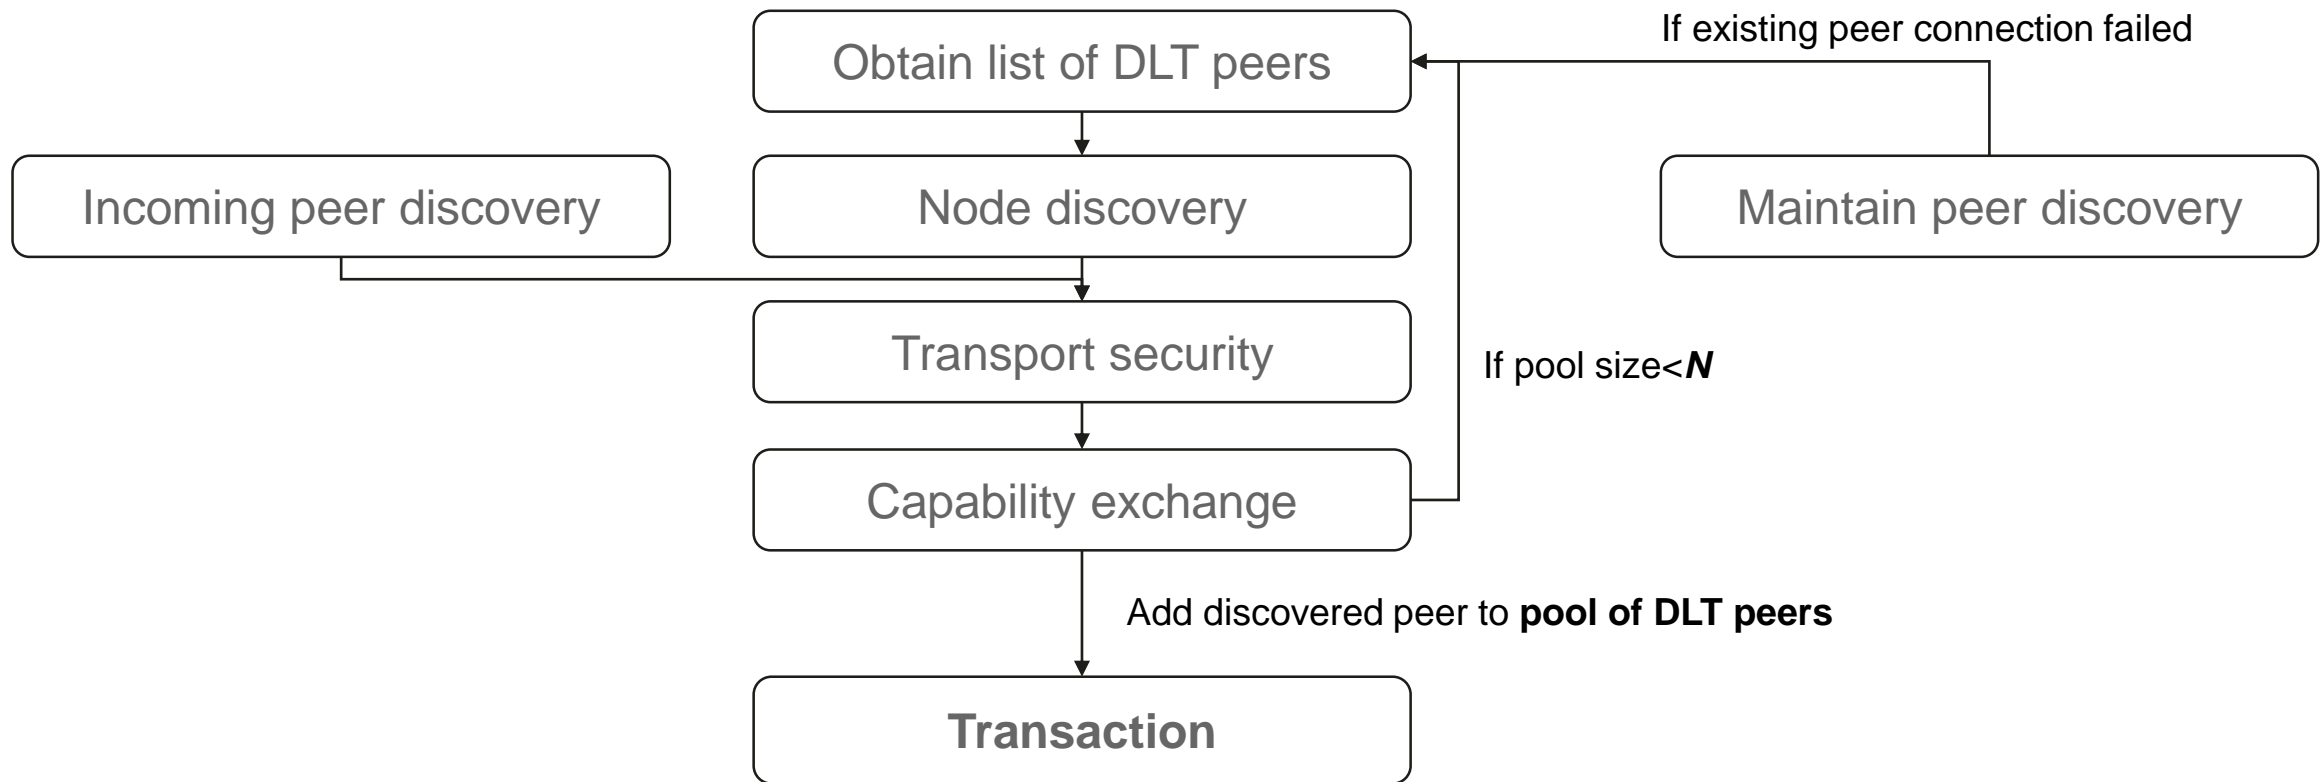 Obtain list of DLT peers
If existing peer connection failed
Incoming peer discovery
Node discovery
Maintain peer discovery
Transport security
If pool size<N
Capability exchange
Add discovered peer to pool of DLT peers
Transaction